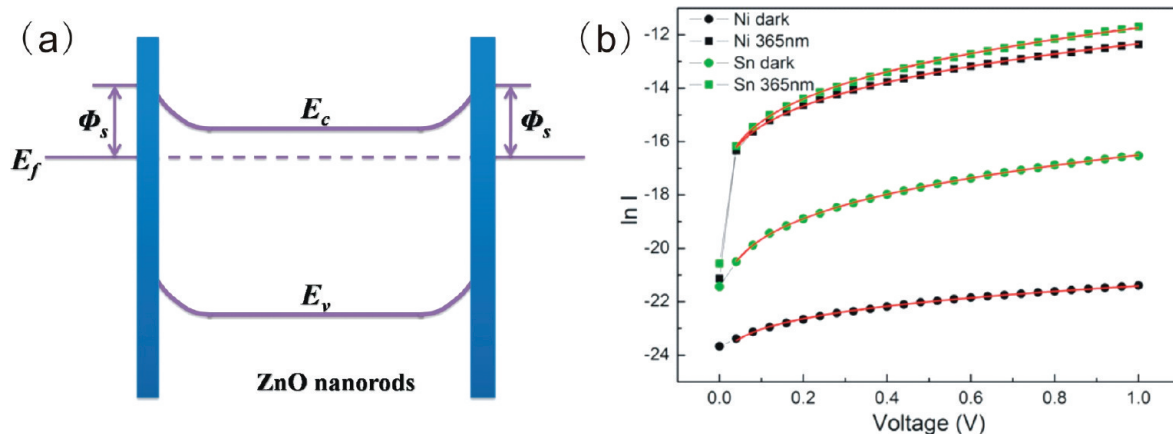 (a)
Φs
Ec
Φs
Ef
Ev
ZnO nanorods
(b)
Ni dark
Ni 365nm
Sn dark
Sn 365nm
-12
-14
-16
-18
-20
-22
-24
ln I
0.0 0.2 0.4 0.6 0.8 1.0
Voltage (V)